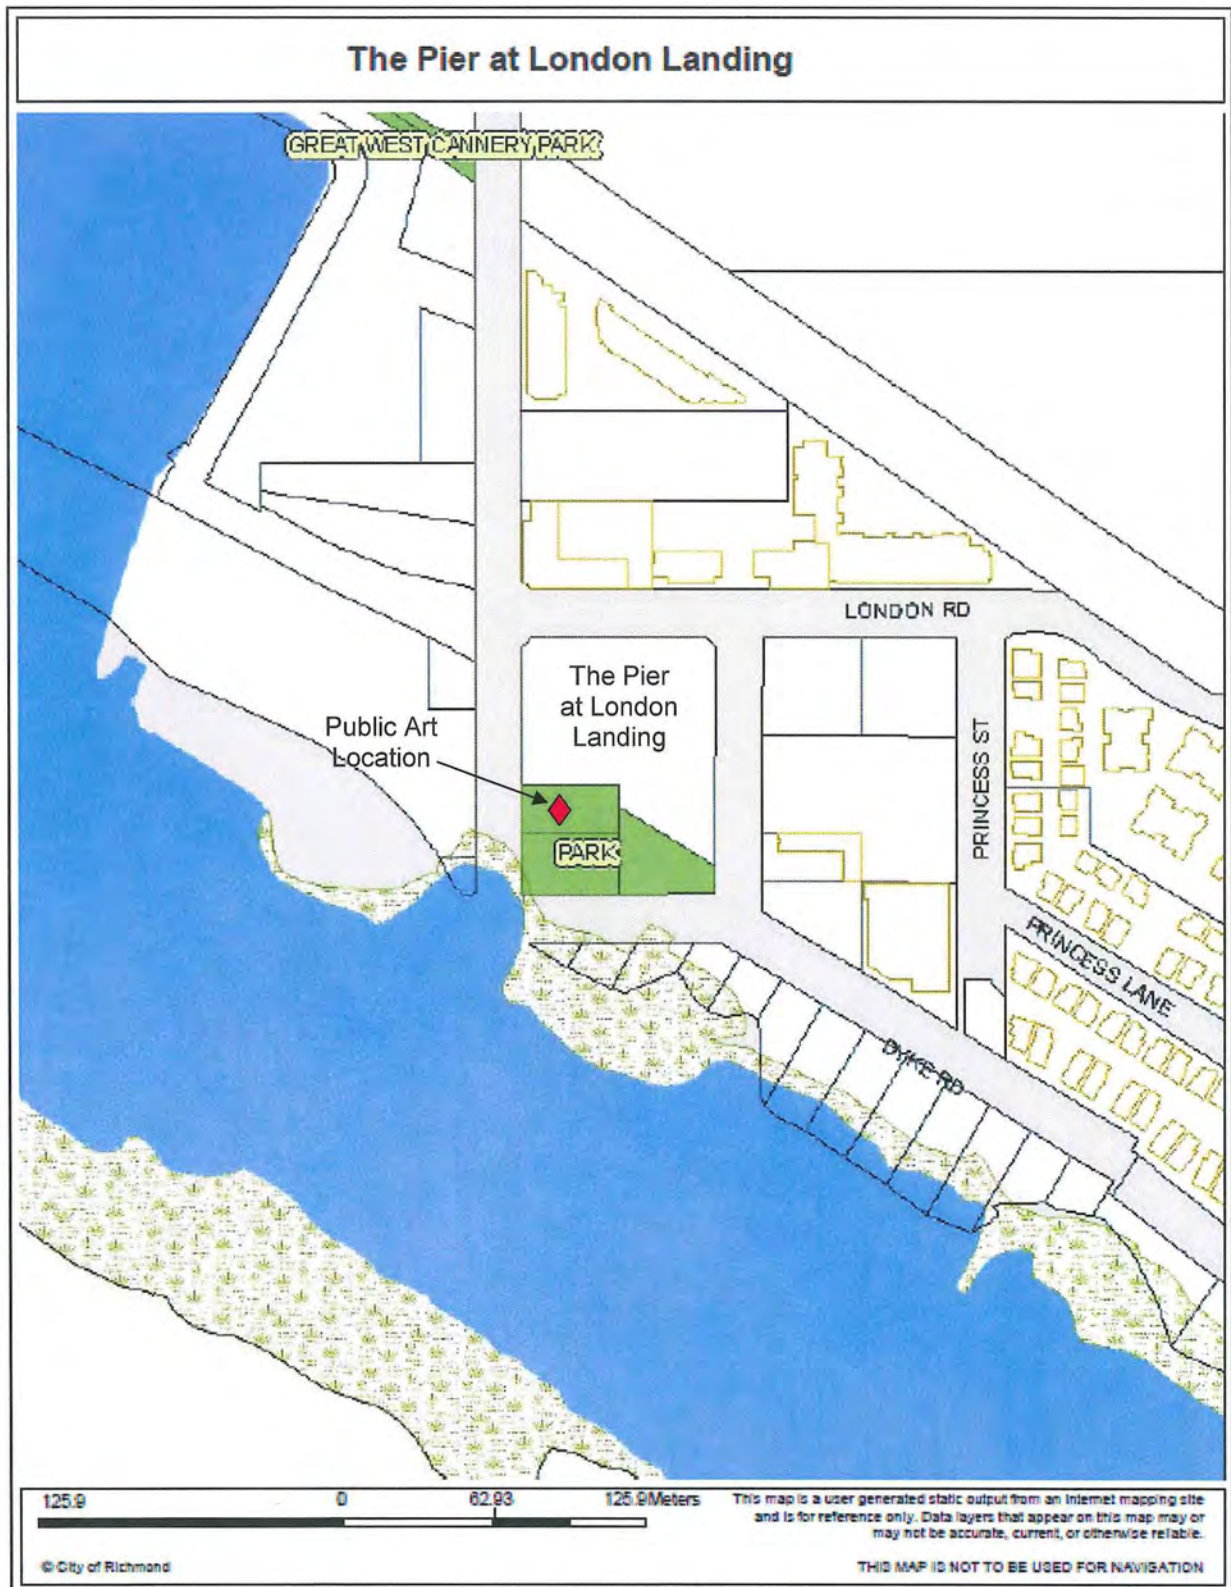 The Pier at London Landing
GREAT WEST CANNERY PARK
LONDON RD
The Pier
at London
Landing
Public Art
Location
PRINCESS ST
PARK
PRINCESS LANE
DYKE RD
125.9
0
62.93
125.9Meters
This map is a user generated static output from an Internet mapping site
and is for reference only. Data layers that appear on this map may or
may not be accurate, current, or otherwise reliable.
© City of Richmond
THIS MAP IS NOT TO BE USED FOR NAVIGATION